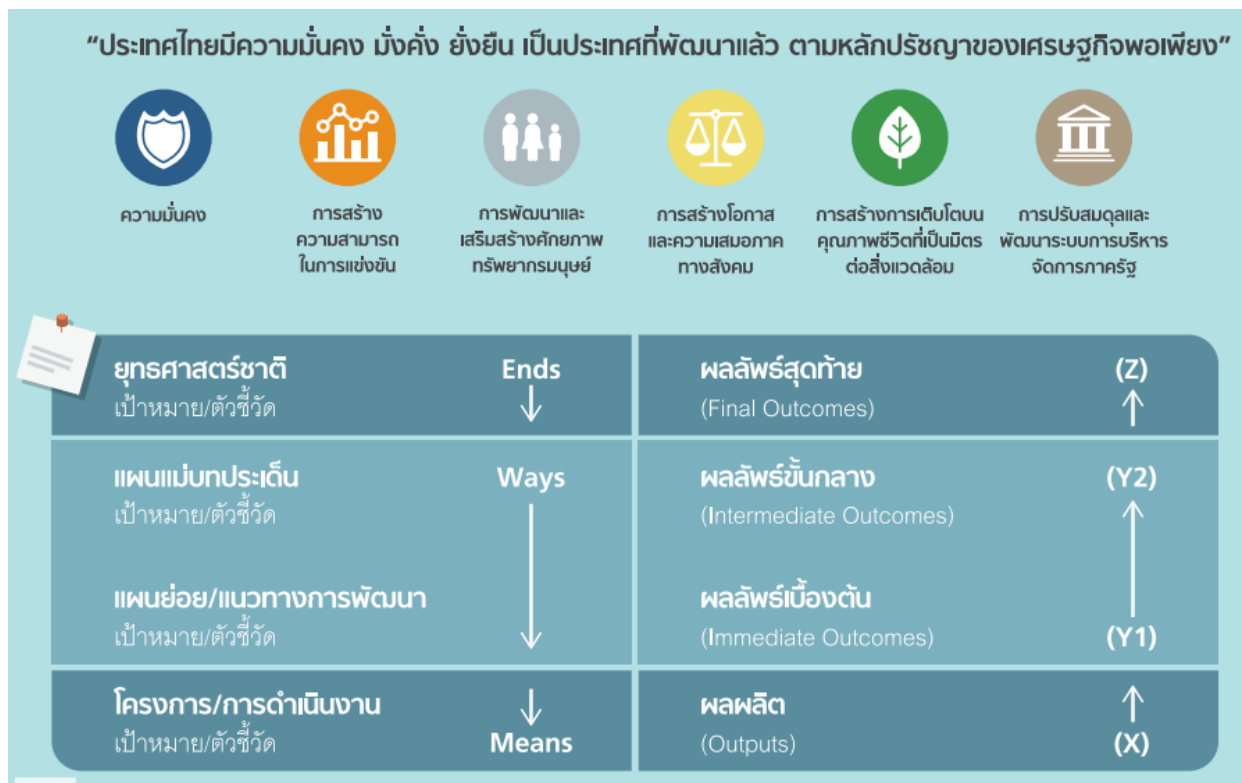 “ประเทศไทยมีความมั่นคง มั่งคั่ง ยั่งยืน เป็นประเทศที่พัฒนาแล้ว ตามหลักปรัชญาของเศรษฐกิจพอเพียง”
ความมั่นคง
การสร้าง
ความสามารถ
ในการแข่งขัน
การพัฒนาและ
เสริมสร้างศักยภาพ
ทรัพยากรมนุษย์
การสร้างโอกาส
และความเสมอภาค
ทางสังคม
การสร้างการเติบโตบน
คุณภาพชีวิตที่เป็นมิตร
ต่อสิ่งแวดล้อม
การปรับสมดุลและ
พัฒนาระบบการบริหาร
จัดการภาครัฐ
ยุทธศาสตร์ชาติ Ends
เป้าหมาย/ตัวชี้วัด ↓
ผลลัพธ์สุดท้าย (Z)
(Final Outcomes) ↑
แผนแม่บทประเด็น Ways
เป้าหมาย/ตัวชี้วัด
ผลลัพธ์ขั้นกลาง (Y2)
(Intermediate Outcomes)
แผนย่อย/แนวทางการพัฒนา
เป้าหมาย/ตัวชี้วัด
ผลลัพธ์เบื้องต้น
(Immediate Outcomes) (Y1)
โครงการ/การดำเนินงาน ↓
เป้าหมาย/ตัวชี้วัด Means
ผลผลิต ↑
(Outputs) (X)